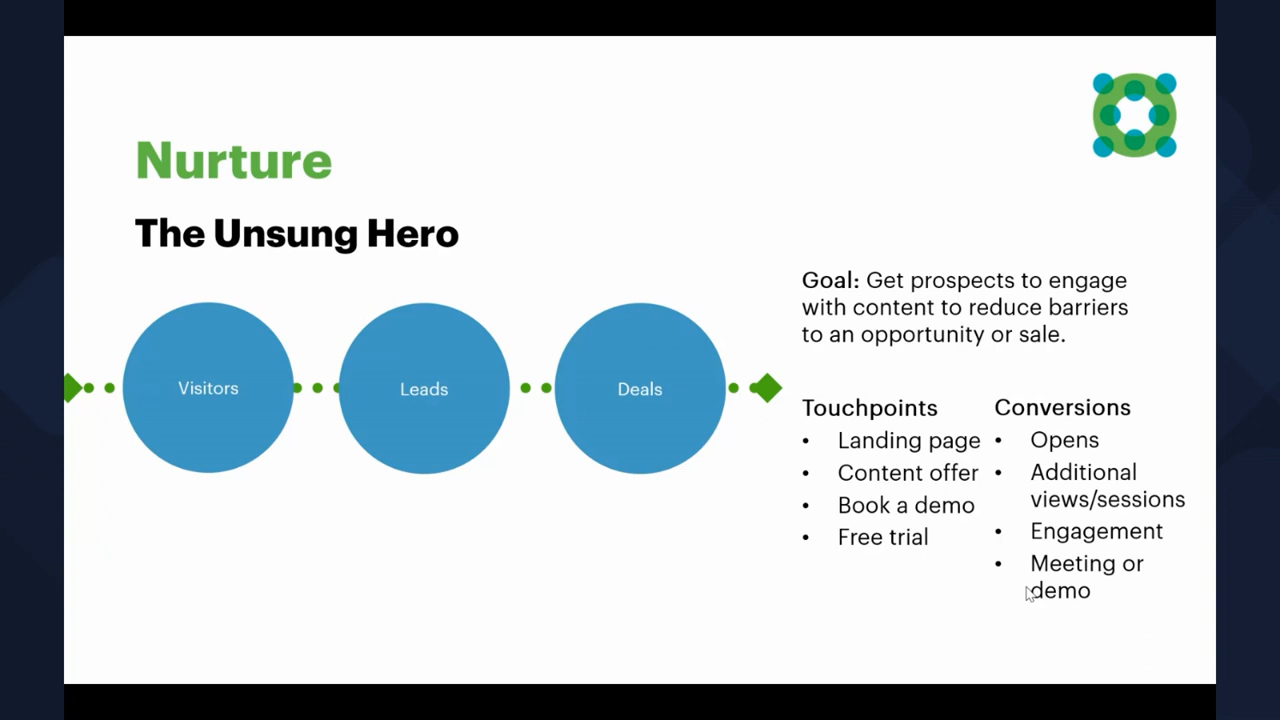 Nurture
The Unsung Hero
Visitors
Leads
Deals
Goal: Get prospects to engage
with content to reduce barriers
to an opportunity or sale.
Touchpoints
• Landing page
• Content offer
• Book a demo
• Free trial
Conversions
• Opens
• Additional
views/sessions
• Engagement
• Meeting or
demo